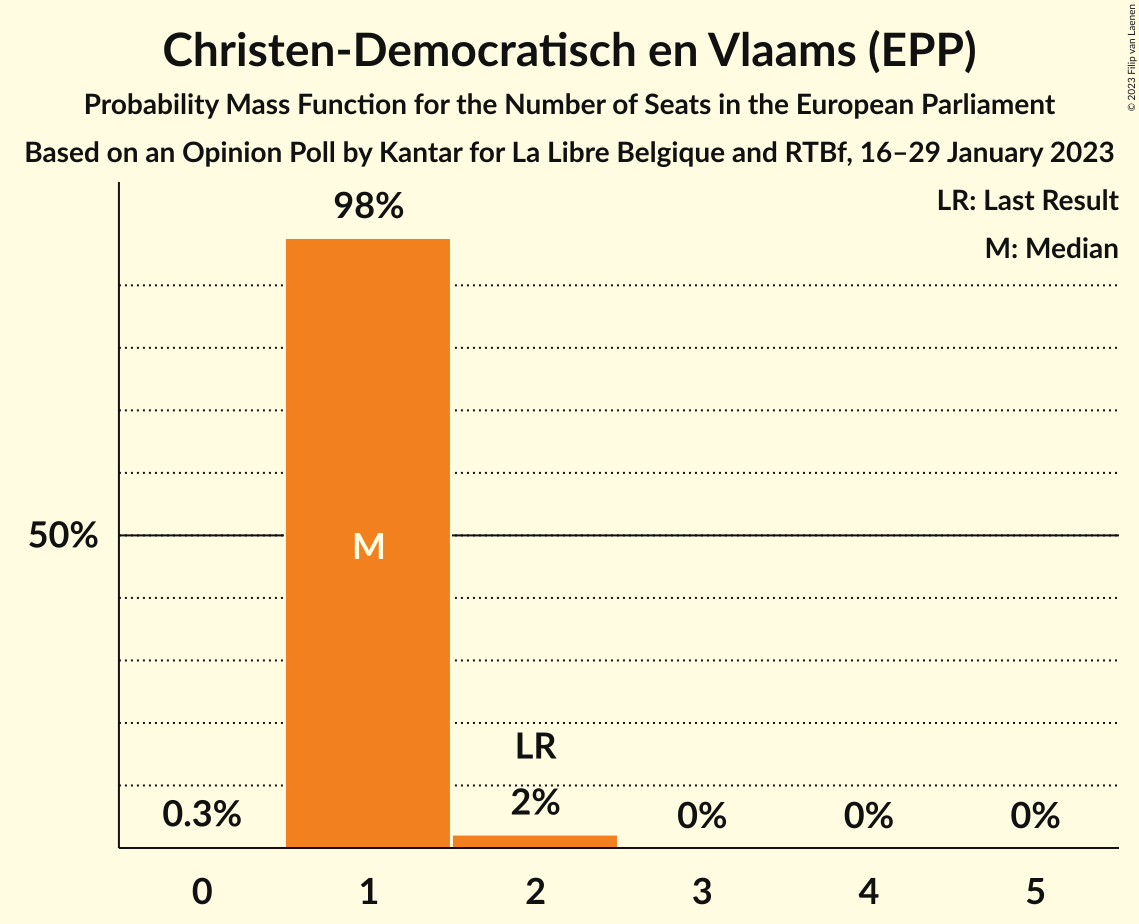 Christen-Democratisch en Vlaams (EPP)
Probability Mass Function for the Number of Seats in the European Parliament
Based on an Opinion Poll by Kantar for La Libre Belgique and RTBf, 16–29 January 2023
© 2023 Filip van Laenen
LR: Last Result
M: Median
98%
50%
M
LR
0.3%
2%
0%
0%
0%
0
1
2
3
4
5